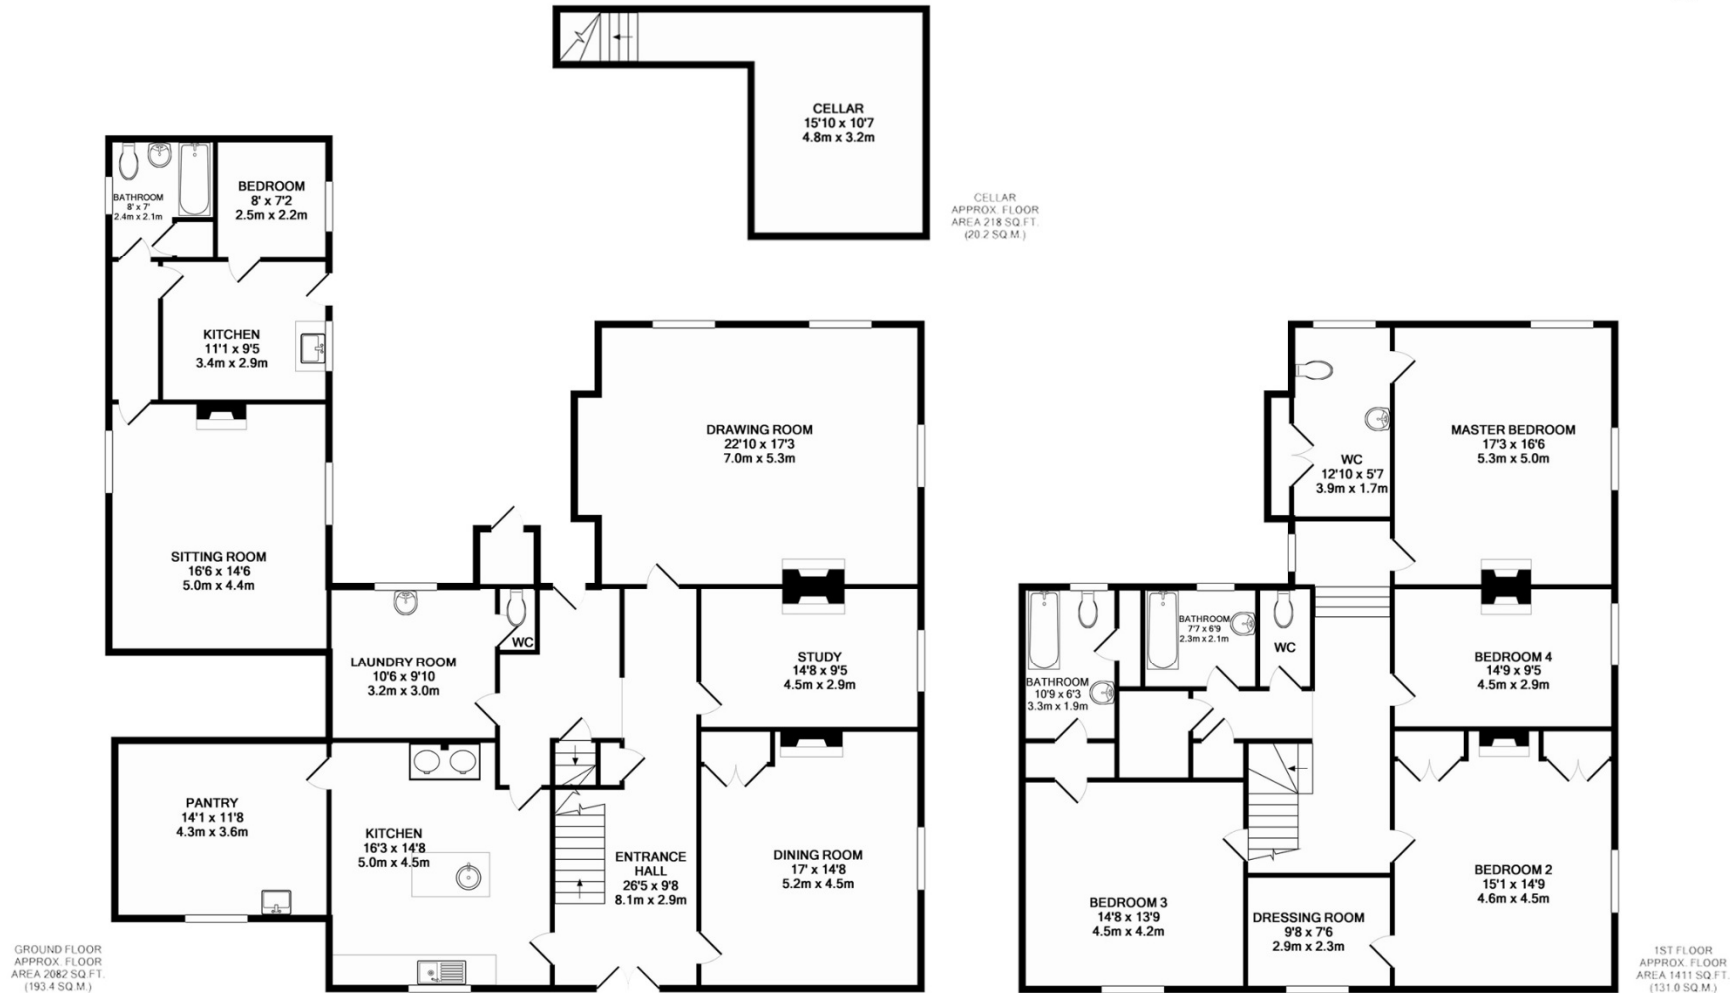 CELLAR
15'10 x 10'7
4.8m x 3.2m
CELLAR
APPROX. FLOOR
AREA 218 SQ.FT.
(20.2 SQ.M.)
BATHROOM
8' x 7'
2.4m x 2.1m
BEDROOM
8' x 7'2
2.5m x 2.2m
KITCHEN
11'1 x 9'5
3.4m x 2.9m
SITTING ROOM
16'6 x 14'6
5.0m x 4.4m
DRAWING ROOM
22'10 x 17'3
7.0m x 5.3m
WC
LAUNDRY ROOM
10'6 x 9'10
3.2m x 3.0m
STUDY
14'8 x 9'5
4.5m x 2.9m
PANTRY
14'1 x 11'8
4.3m x 3.6m
KITCHEN
16'3 x 14'8
5.0m x 4.5m
ENTRANCE
HALL
26'5 x 9'8
8.1m x 2.9m
DINING ROOM
17' x 14'8
5.2m x 4.5m
GROUND FLOOR
APPROX. FLOOR
AREA 2082 SQ.FT.
(193.4 SQ.M.)
WC
12'10 x 5'7
3.9m x 1.7m
MASTER BEDROOM
17'3 x 16'6
5.3m x 5.0m
BATHROOM
10'9 x 6'3
3.3m x 1.9m
BATHROOM
7'7 x 6'9
2.3m x 2.1m
WC
BEDROOM 4
14'9 x 9'5
4.5m x 2.9m
BEDROOM 3
14'8 x 13'9
4.5m x 4.2m
DRESSING ROOM
9'8 x 7'6
2.9m x 2.3m
BEDROOM 2
15'1 x 14'9
4.6m x 4.5m
1ST FLOOR
APPROX. FLOOR
AREA 1411 SQ.FT.
(131.0 SQ.M.)